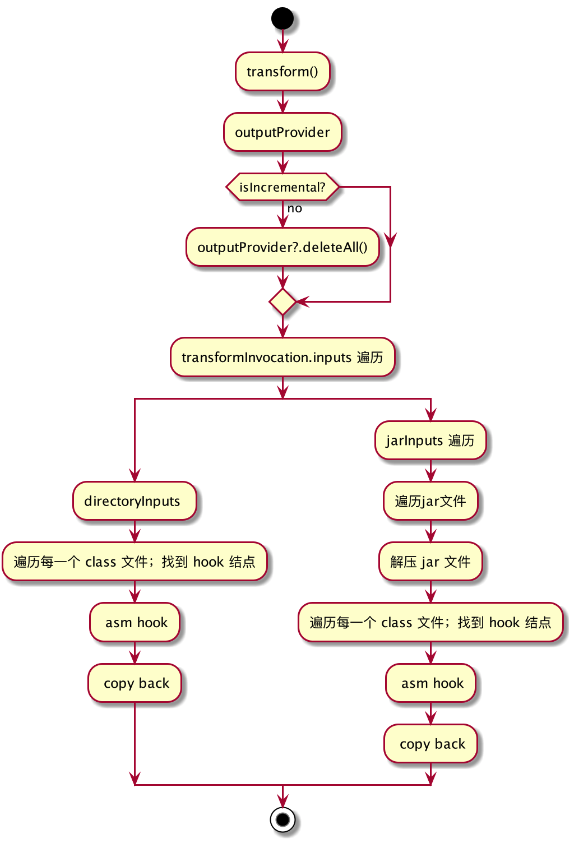 transform()
outputProvider
isIncremental?
no
outputProvider?.deleteAll()
transformInvocation.inputs 遍历
directoryInputs
遍历每一个 class 文件；找到 hook 结点
asm hook
copy back
jarInputs 遍历
遍历jar文件
解压 jar 文件
遍历每一个 class 文件；找到 hook 结点
asm hook
copy back